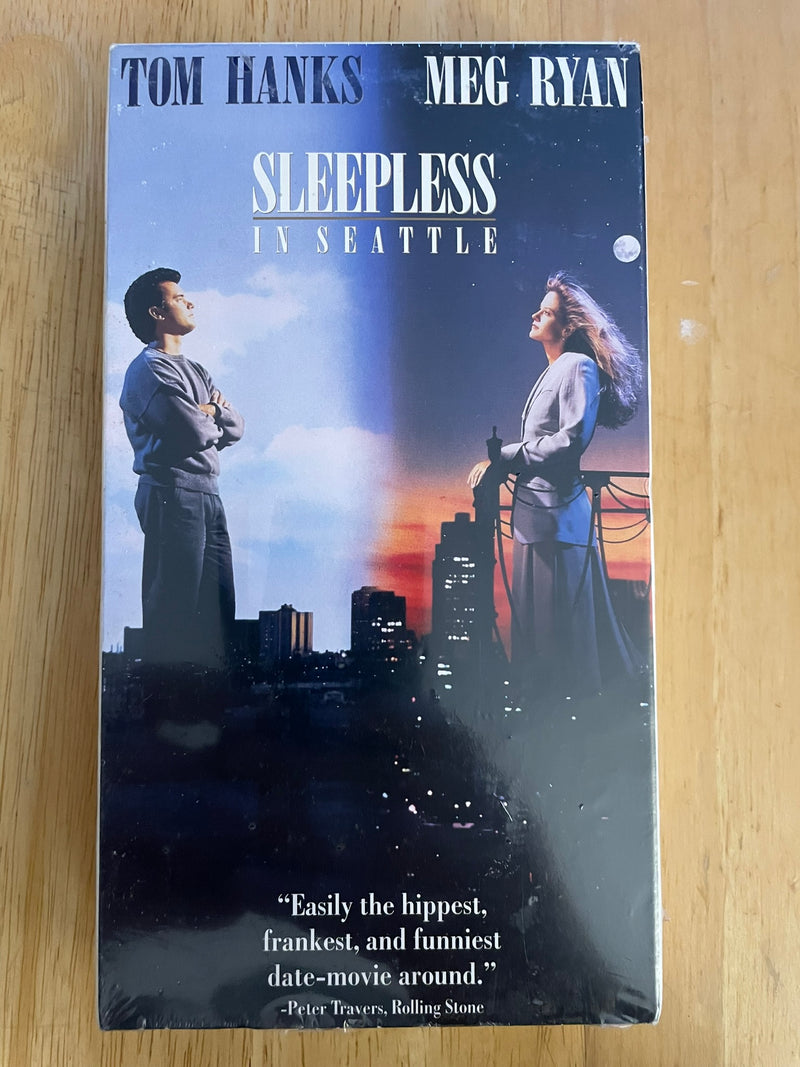 TOM HANKS MEG RYAN
SLEEPLESS
IN SEATTLE
“Easily the hippest,
frankest, and funniest
date-movie around.”
-Peter Travers, Rolling Stone